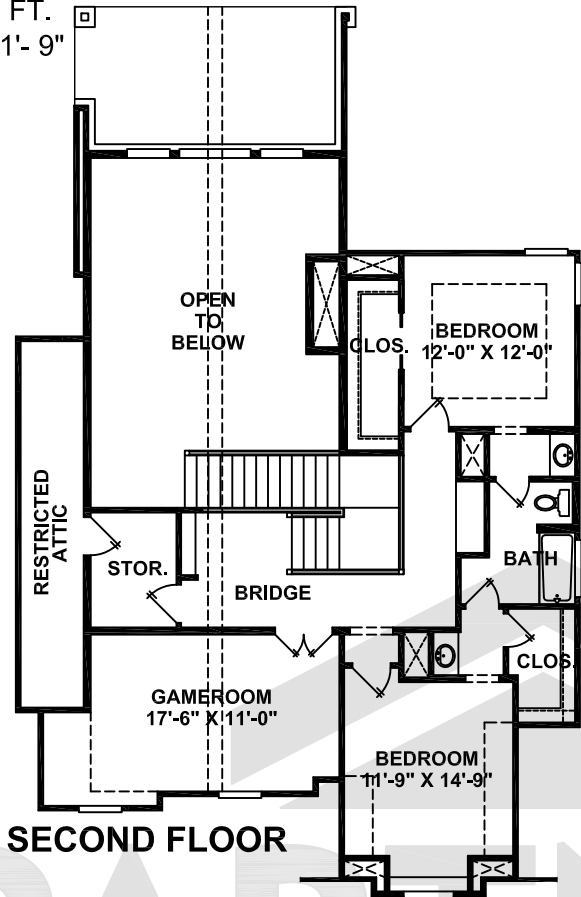 FT.
1'- 9"
OPEN
TO
BELOW
CLOS.
BEDROOM
12'-0" X 12'-0"
RESTRICTED
ATTIC
STOR.
BATH
BRIDGE
CLOS.
GAMEROOM
17'-6" X 11'-0"
BEDROOM
11'-9" X 14'-9"
SECOND FLOOR